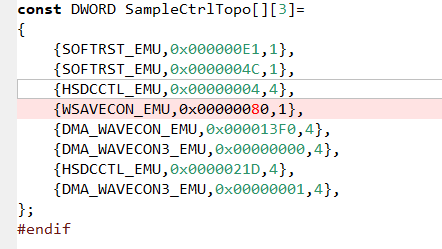 const DWORD SampleCtrlTopo[][3]=
{
{SOFTRST_EMU,0x000000E1,1},
{SOFTRST_EMU,0x0000004C,1},
{HSDCCTL_EMU,0x00000004,4},
{WSAVECON_EMU,0x00000080,1},
{DMA_WAVECON_EMU,0x000013F0,4},
{DMA_WAVECON3_EMU,0x00000000,4},
{HSDCCTL_EMU,0x0000021D,4},
{DMA_WAVECON3_EMU,0x00000001,4},
};
#endif